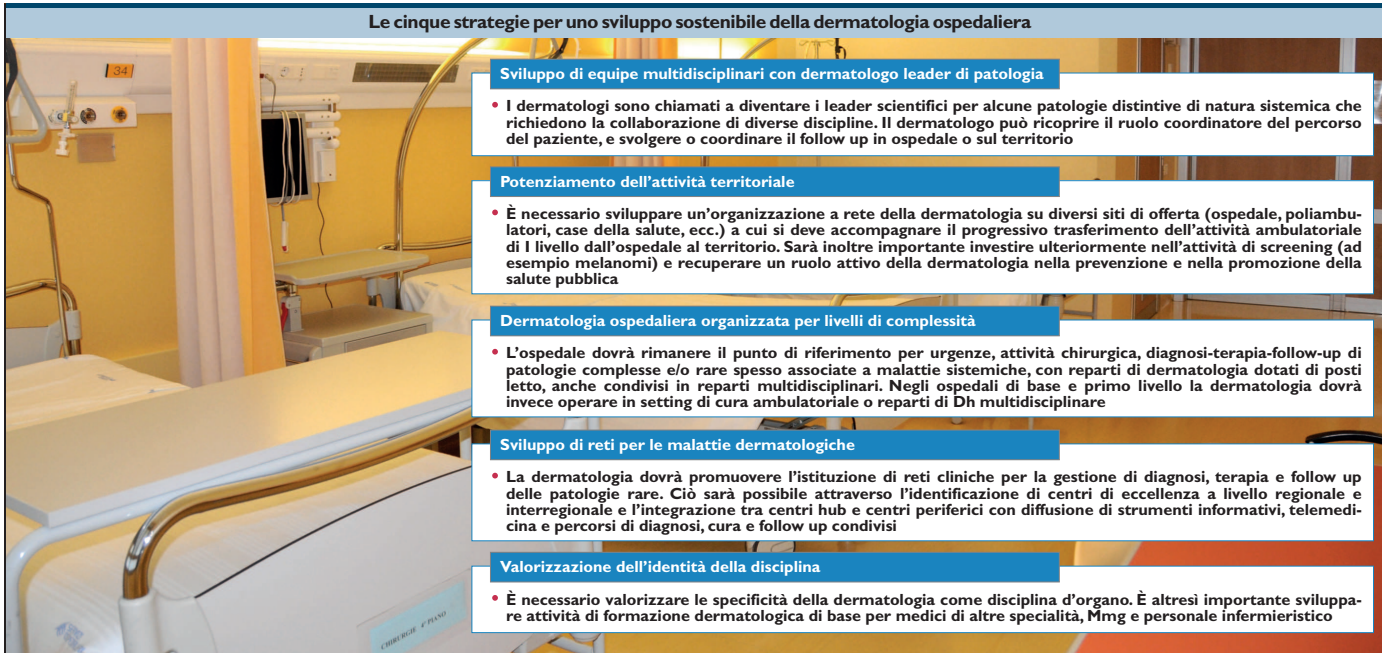 Le cinque strategie per uno sviluppo sostenibile della dermatologia ospedaliera
34
Sviluppo di equipe multidisciplinari con dermatologo leader di patologia
• I dermatologi sono chiamati a diventare i leader scientifici per alcune patologie distintive di natura sistemica che
richiedono la collaborazione di diverse discipline. Il dermatologo può ricoprire il ruolo coordinatore del percorso
del paziente, e svolgere o coordinare il follow up in ospedale o sul territorio
Potenziamento dell'attività territoriale
• È necessario sviluppare un'organizzazione a rete della dermatologia su diversi siti di offerta (ospedale, poliambu-
latori, case della salute, ecc.) a cui si deve accompagnare il progressivo trasferimento dell'attività ambulatoriale
di I livello dall'ospedale al territorio. Sarà inoltre importante investire ulteriormente nell'attività di screening (ad
esempio melanomi) e recuperare un ruolo attivo della dermatologia nella prevenzione e nella promozione della
salute pubblica
Dermatologia ospedaliera organizzata per livelli di complessità
• L'ospedale dovrà rimanere il punto di riferimento per urgenze, attività chirurgica, diagnosi-terapia-follow-up di
patologie complesse e/o rare spesso associate a malattie sistemiche, con reparti di dermatologia dotati di posti
letto, anche condivisi in reparti multidisciplinari. Negli ospedali di base e primo livello la dermatologia dovrà
invece operare in setting di cura ambulatoriale o reparti di Dh multidisciplinare
Sviluppo di reti per le malattie dermatologiche
• La dermatologia dovrà promuovere l'istituzione di reti cliniche per la gestione di diagnosi, terapia e follow up
delle patologie rare. Ciò sarà possibile attraverso l'identificazione di centri di eccellenza a livello regionale e
interregionale e l'integrazione tra centri hub e centri periferici con diffusione di strumenti informativi, telemedi-
cina e percorsi di diagnosi, cura e follow up condivisi
Valorizzazione dell'identità della disciplina
• È necessario valorizzare le specificità della dermatologia come disciplina d'organo. È altresì importante sviluppa-
re attività di formazione dermatologica di base per medici di altre specialità, Mmg e personale infermieristico
CHIRURGIE 4° PIANO